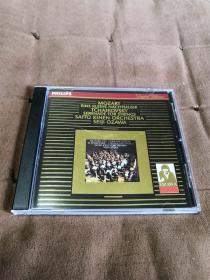 PHILIPS
MOZART
EINE KLEINE NACHTMUSIK
TCHAIKOVSKY
SERENADE FOR STRINGS
SAITO KINEN ORCHESTRA
SEIJI OZAWA